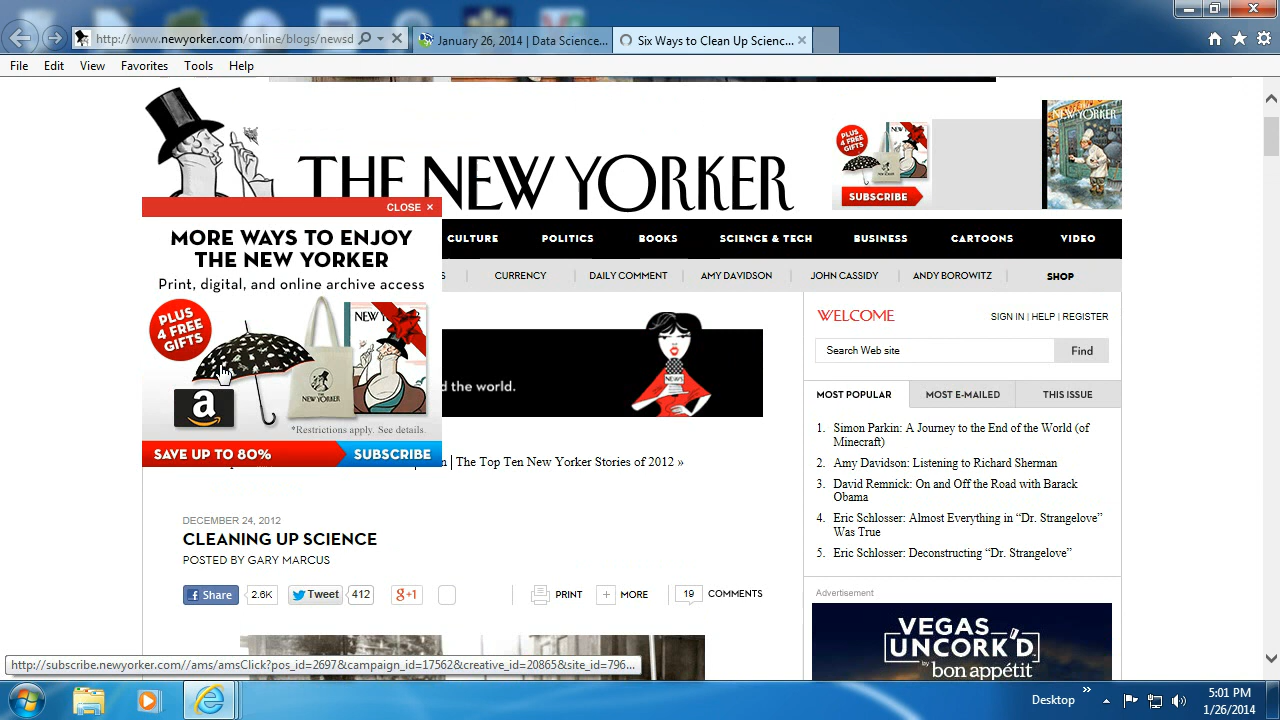 http://www.newyorker.com/online/blogs/newsd
January 26, 2014 | Data Science...
Six Ways to Clean Up Scienc...
File Edit View Favorites Tools Help
THE NEW YORKER
PLUS 4 FREE GIFTS
SUBSCRIBE
NEW YORKER
CLOSE ×
MORE WAYS TO ENJOY
THE NEW YORKER
Print, digital, and online archive access
PLUS
4 FREE
GIFTS
THE
NEW YORKER
*Restrictions apply. See details.
SAVE UP TO 80% SUBSCRIBE
CULTURE POLITICS BOOKS SCIENCE & TECH BUSINESS CARTOONS VIDEO
S CURRENCY DAILY COMMENT AMY DAVIDSON JOHN CASSIDY ANDY BOROWITZ SHOP
d the world.
NEWS
n | The Top Ten New Yorker Stories of 2012 »
DECEMBER 24, 2012
CLEANING UP SCIENCE
POSTED BY GARY MARCUS
Share 2.6K Tweet 412 g+1 PRINT + MORE 19 COMMENTS
WELCOME SIGN IN | HELP | REGISTER
Search Web site Find
MOST POPULAR MOST E-MAILED THIS ISSUE
1. Simon Parkin: A Journey to the End of the World (of
Minecraft)
2. Amy Davidson: Listening to Richard Sherman
3. David Remnick: On and Off the Road with Barack
Obama
4. Eric Schlosser: Almost Everything in “Dr. Strangelove”
Was True
5. Eric Schlosser: Deconstructing “Dr. Strangelove”
Advertisement
VEGAS
UNCORK'D
by bon appétit
http://subscribe.newyorker.com//ams/amsClick?pos_id=2697&campaign_id=17562&creative_id=20865&site_id=796...
Desktop »
5:01 PM
1/26/2014